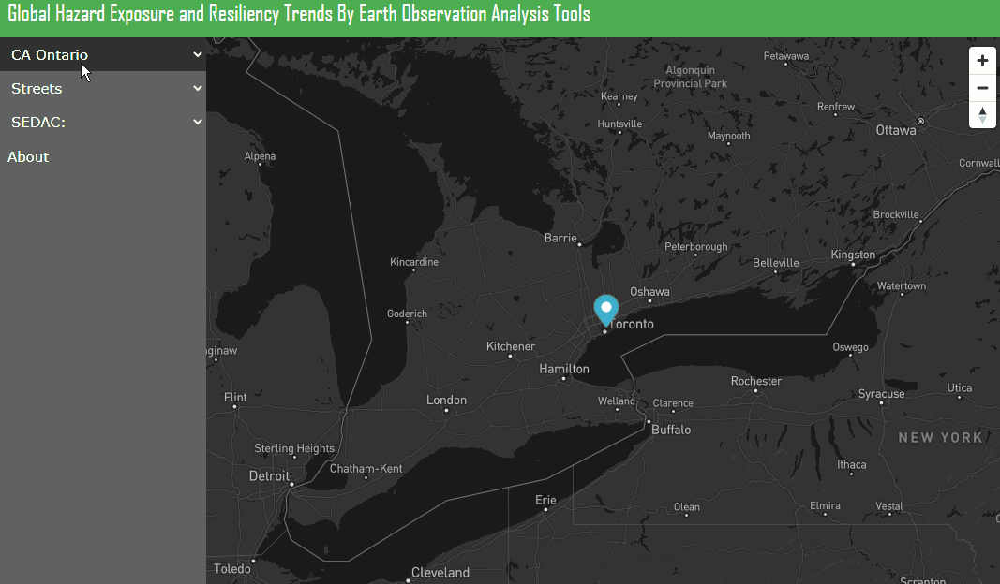 Global Hazard Exposure and Resiliency Trends By Earth Observation Analysis Tools
CA Ontario
Streets
SEDAC:
About
Petawawa
Algonquin
Provincial Park
Kearney
Renfrew
Huntsville
Ottawa
Maynooth
Alpena
Cornwall
Brockville
Barrie
Peterborough
Kingston
Kincardine
Belleville
Watertown
Oshawa
Goderich
Toronto
Kitchener
Oswego
aginaw
Hamilton
Rochester
Utica
Syracuse
Flint
London
Welland
Clarence
Buffalo
NEW YORK
Sterling Heights
Chatham-Kent
Ithaca
Detroit
Erie
Olean
Elmira
Vestal
Toledo
Cleveland
Scranton